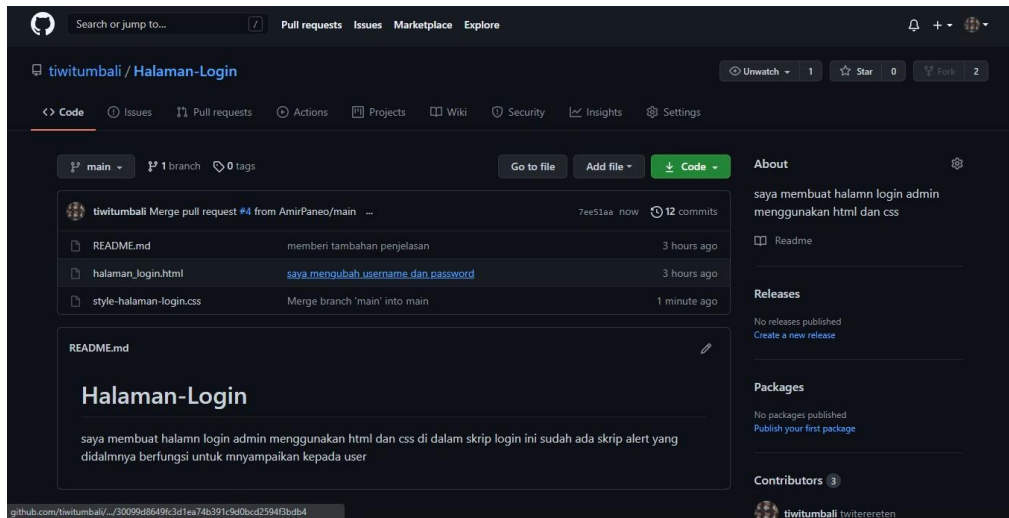 Search or jump to... / Pull requests Issues Marketplace Explore
tiwitumbali / Halaman-Login Unwatch 1 Star 0 Fork 2
<> Code Issues Pull requests Actions Projects Wiki Security Insights Settings
main 1 branch 0 tags Go to file Add file Code
tiwitumbali Merge pull request #4 from AmirPaneo/main ... 7ee51aa now 12 commits
README.md memberi tambahan penjelasan 3 hours ago
halaman_login.html saya mengubah username dan password 3 hours ago
style-halaman-login.css Merge branch 'main' into main 1 minute ago
README.md
Halaman-Login
saya membuat halamn login admin menggunakan html dan css di dalam skrip login ini sudah ada skrip alert yang
didalmnya berfungsi untuk mnyampaikan kepada user
About
saya membuat halamn login admin
menggunakan html dan css
Readme
Releases
No releases published
Create a new release
Packages
No packages published
Publish your first package
Contributors 3
tiwitumbali twiterereten
github.com/tiwitumbali/.../30099d8649fc3d1ea74b391c9d0bcd2594f3bdb4